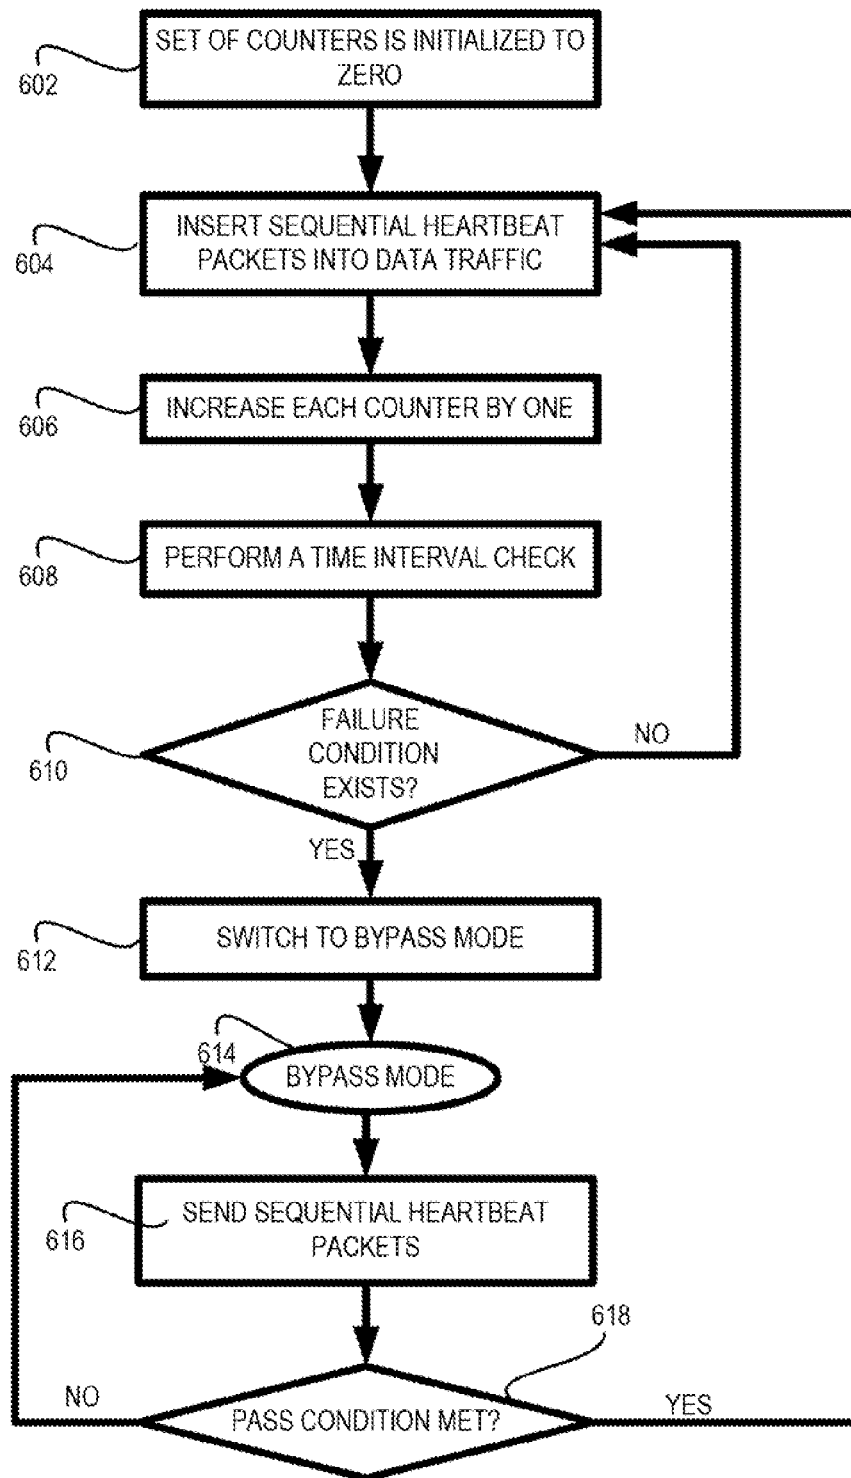 SET OF COUNTERS IS INITIALIZED TO
ZERO
602
INSERT SEQUENTIAL HEARTBEAT
PACKETS INTO DATA TRAFFIC
604
INCREASE EACH COUNTER BY ONE
606
PERFORM A TIME INTERVAL CHECK
608
FAILURE
CONDITION
EXISTS?
NO
610
YES
SWITCH TO BYPASS MODE
612
614
BYPASS MODE
SEND SEQUENTIAL HEARTBEAT
PACKETS
616
618
NO
PASS CONDITION MET?
YES